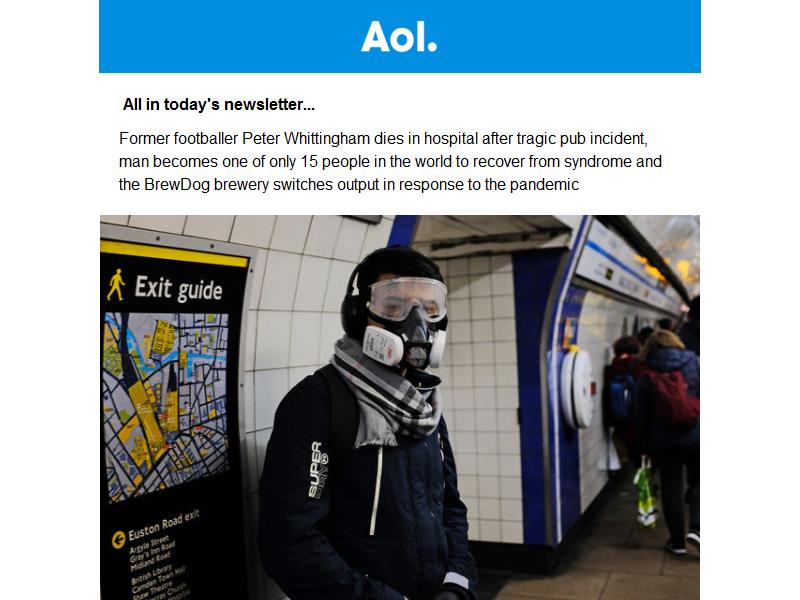 Aol.
All in today's newsletter...
Former footballer Peter Whittingham dies in hospital after tragic pub incident,
man becomes one of only 15 people in the world to recover from syndrome and
the BrewDog brewery switches output in response to the pandemic
Exit guide
SUPER
DRY
Euston Road exit
Argyle Street
Gray's Inn Road
Midland Road
British Library
Camden Town Hall
Shaw Theatre